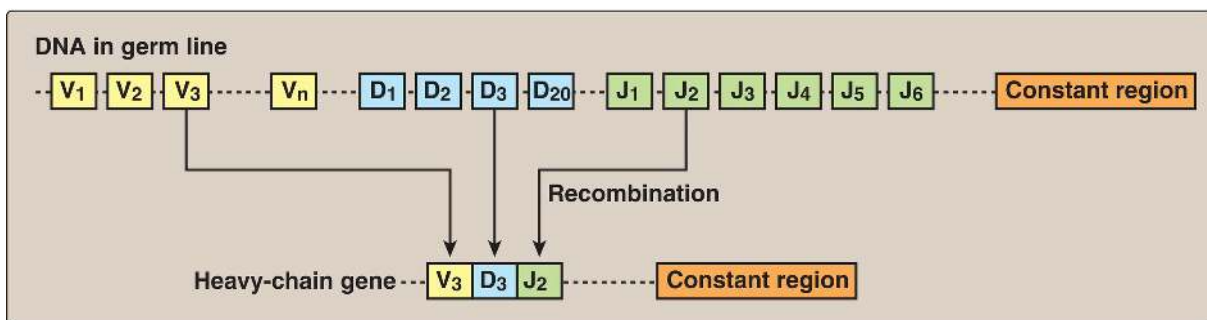 DNA in germ line
V1 V2 V3 Vn D1 D2 D3 D20 J1 J2 J3 J4 J5 J6 Constant region
Recombination
Heavy-chain gene V3 D3 J2 Constant region